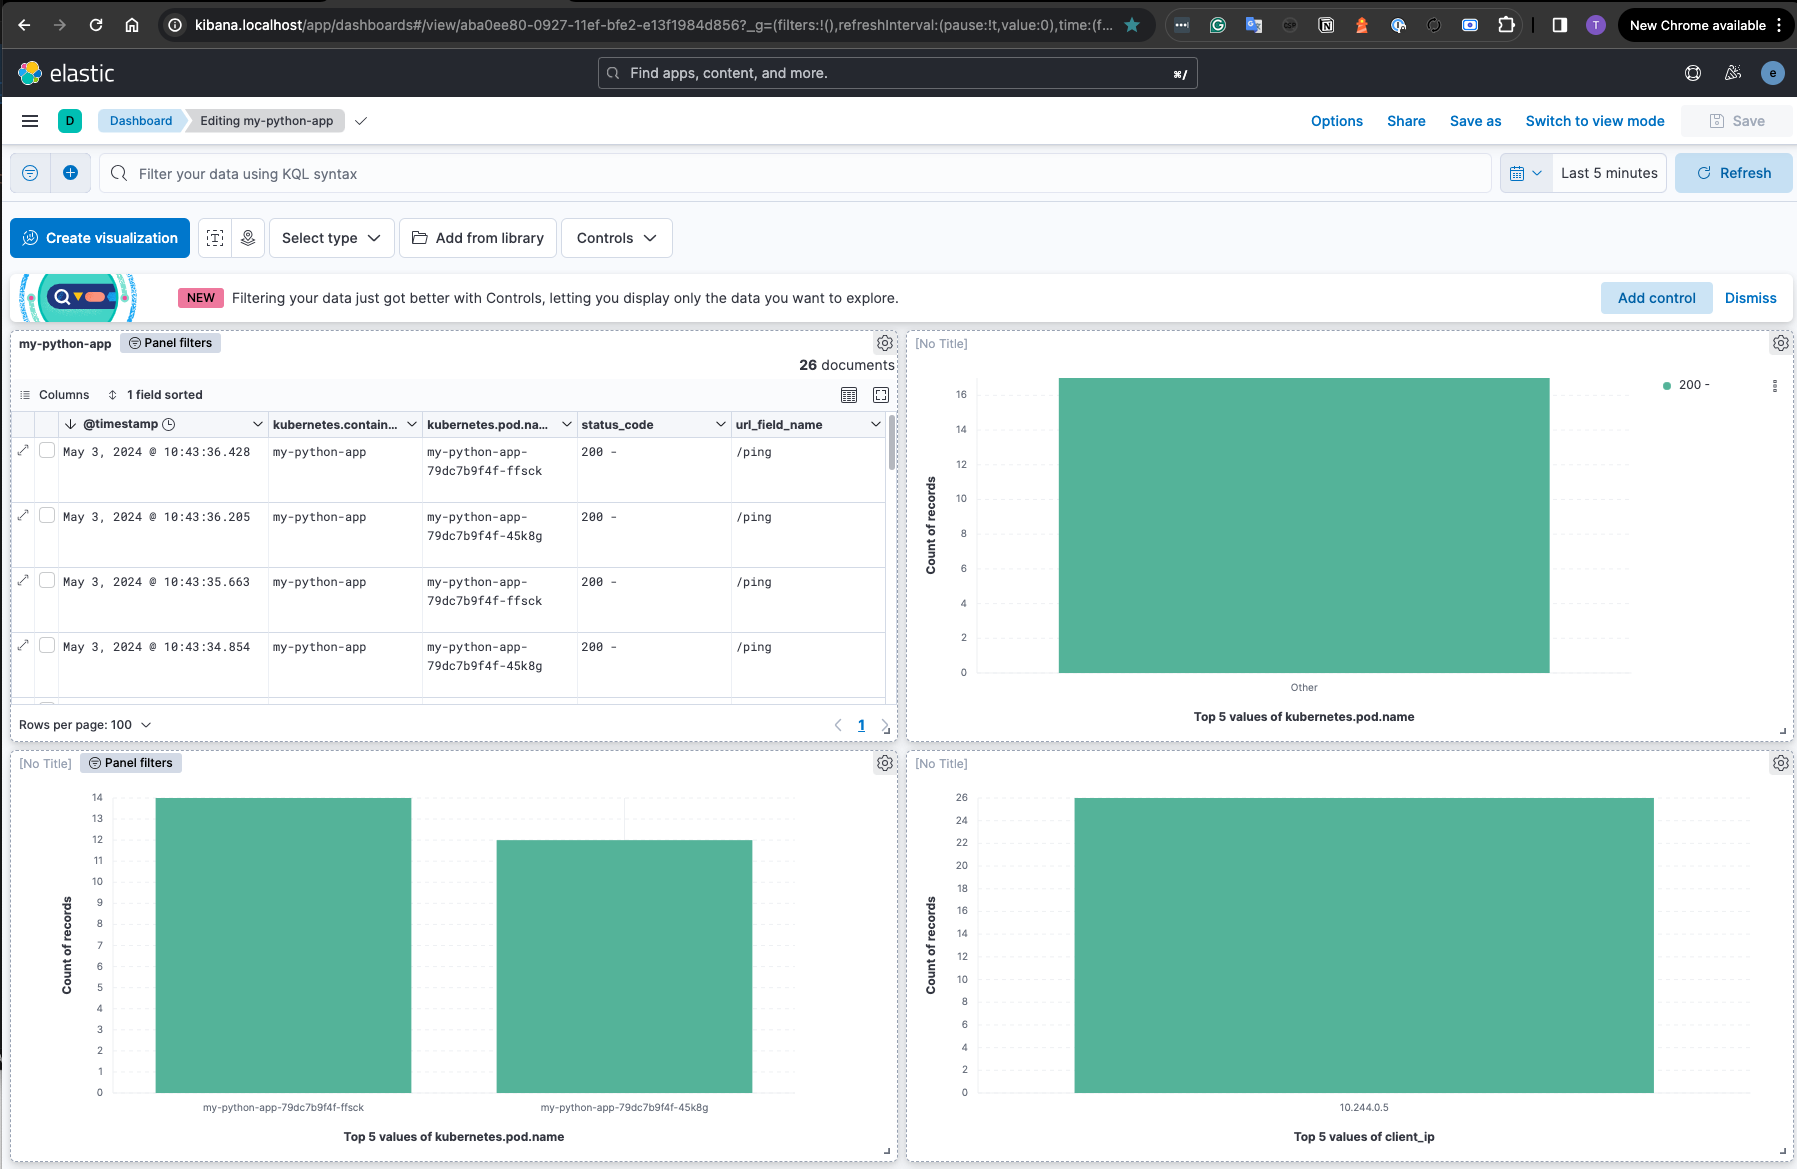 kibana.localhost/app/dashboards#/view/aba0ee80-0927-11ef-bfe2-e13f1984d856?_g=(filters:!(),refreshInterval:(pause:!t,value:0),time:(f...
T
New Chrome available
elastic
Find apps, content, and more.
⌘/
e
D
Dashboard
Editing my-python-app
Options
Share
Save as
Switch to view mode
Save
Filter your data using KQL syntax
Last 5 minutes
Refresh
Create visualization
Select type
Add from library
Controls
NEW
Filtering your data just got better with Controls, letting you display only the data you want to explore.
Add control
Dismiss
my-python-app
Panel filters
26 documents
Columns
1 field sorted
@timestamp
kubernetes.contain...
kubernetes.pod.na...
status_code
url_field_name
May 3, 2024 @ 10:43:36.428
my-python-app
my-python-app-
79dc7b9f4f-ffsck
200 -
/ping
May 3, 2024 @ 10:43:36.205
my-python-app
my-python-app-
79dc7b9f4f-45k8g
200 -
/ping
May 3, 2024 @ 10:43:35.663
my-python-app
my-python-app-
79dc7b9f4f-ffsck
200 -
/ping
May 3, 2024 @ 10:43:34.854
my-python-app
my-python-app-
79dc7b9f4f-45k8g
200 -
/ping
Rows per page: 100
1
[No Title]
Count of records
16
14
12
10
8
6
4
2
0
Other
Top 5 values of kubernetes.pod.name
200 -
[No Title]
Panel filters
Count of records
14
13
12
11
10
9
8
7
6
5
4
3
2
1
0
my-python-app-79dc7b9f4f-ffsck
my-python-app-79dc7b9f4f-45k8g
Top 5 values of kubernetes.pod.name
[No Title]
Count of records
26
24
22
20
18
16
14
12
10
8
6
4
2
0
10.244.0.5
Top 5 values of client_ip